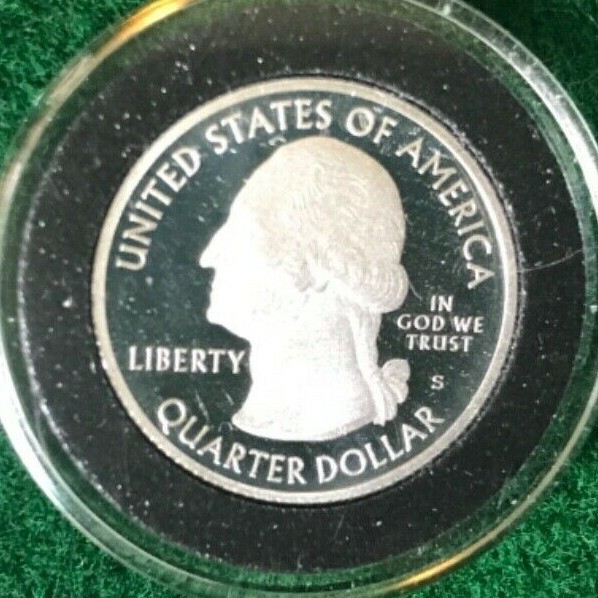 UNITED STATES OF AMERICA
IN
GOD WE
TRUST
LIBERTY
S
QUARTER DOLLAR